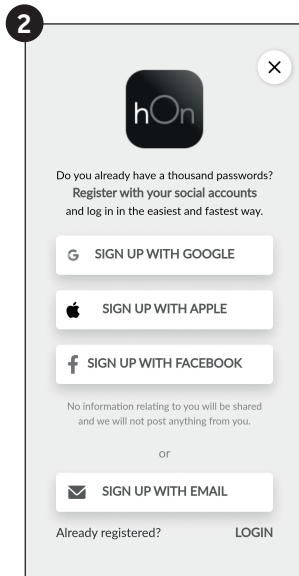 2
hOn
Do you already have a thousand passwords?
Register with your social accounts
and log in in the easiest and fastest way.
G SIGN UP WITH GOOGLE
SIGN UP WITH APPLE
f SIGN UP WITH FACEBOOK
No information relating to you will be shared
and we will not post anything from you.
or
SIGN UP WITH EMAIL
Already registered? LOGIN